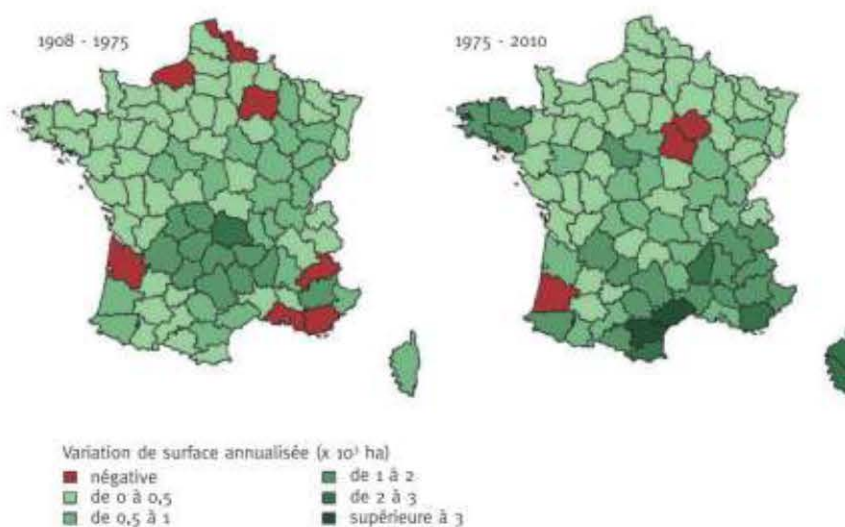 1908 - 1975
1975 - 2010
Variation de surface annualisée (x 10³ ha)
négative
de 0 à 0,5
de 0,5 à 1
de 1 à 2
de 2 à 3
supérieure à 3